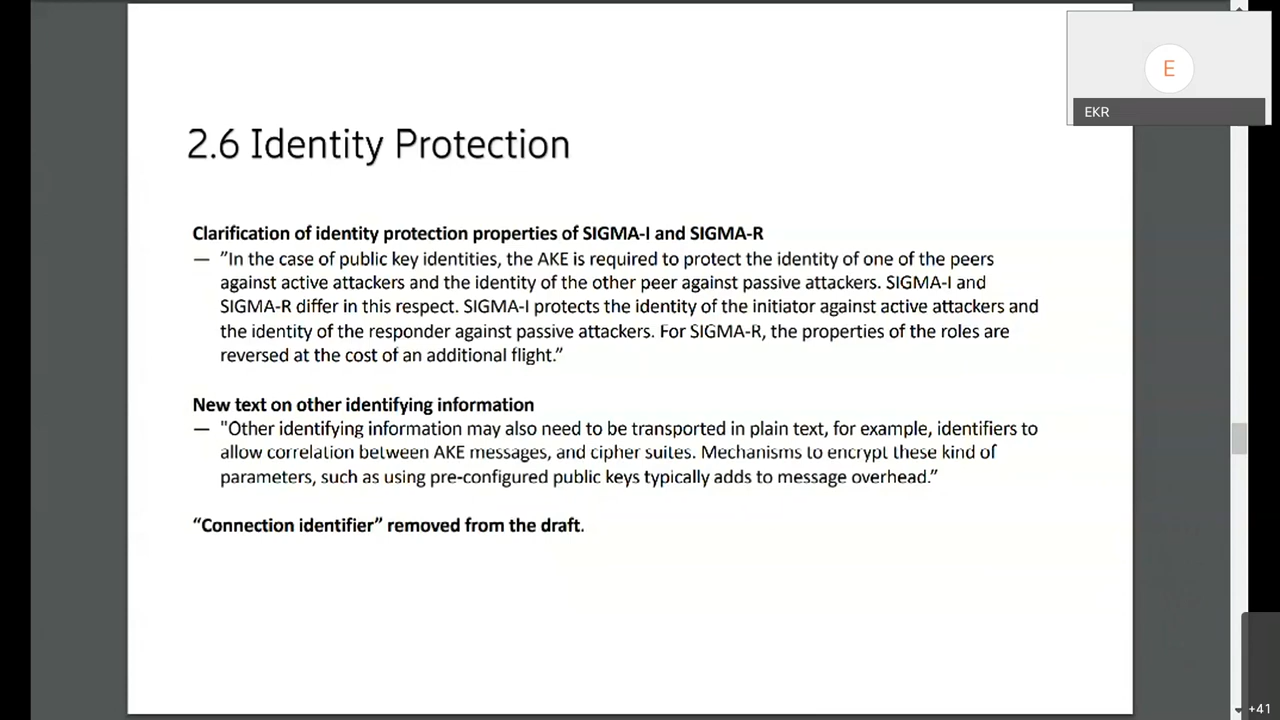 2.6 Identity Protection
Clarification of identity protection properties of SIGMA-I and SIGMA-R
— ”In the case of public key identities, the AKE is required to protect the identity of one of the peers
against active attackers and the identity of the other peer against passive attackers. SIGMA-I and
SIGMA-R differ in this respect. SIGMA-I protects the identity of the initiator against active attackers and
the identity of the responder against passive attackers. For SIGMA-R, the properties of the roles are
reversed at the cost of an additional flight.”
New text on other identifying information
— "Other identifying information may also need to be transported in plain text, for example, identifiers to
allow correlation between AKE messages, and cipher suites. Mechanisms to encrypt these kind of
parameters, such as using pre-configured public keys typically adds to message overhead.”
“Connection identifier” removed from the draft.
E
EKR
+41